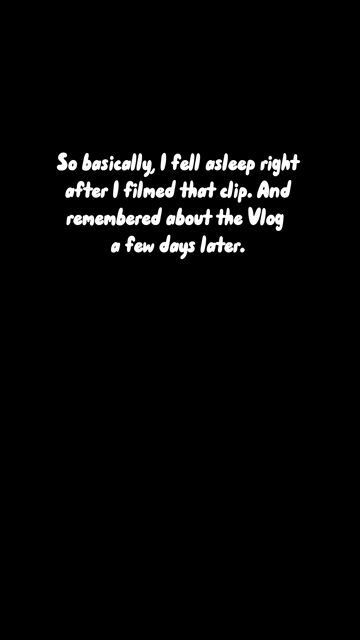 So basically, I fell asleep right
after I filmed that clip. And
remembered about the Vlog
a few days later.